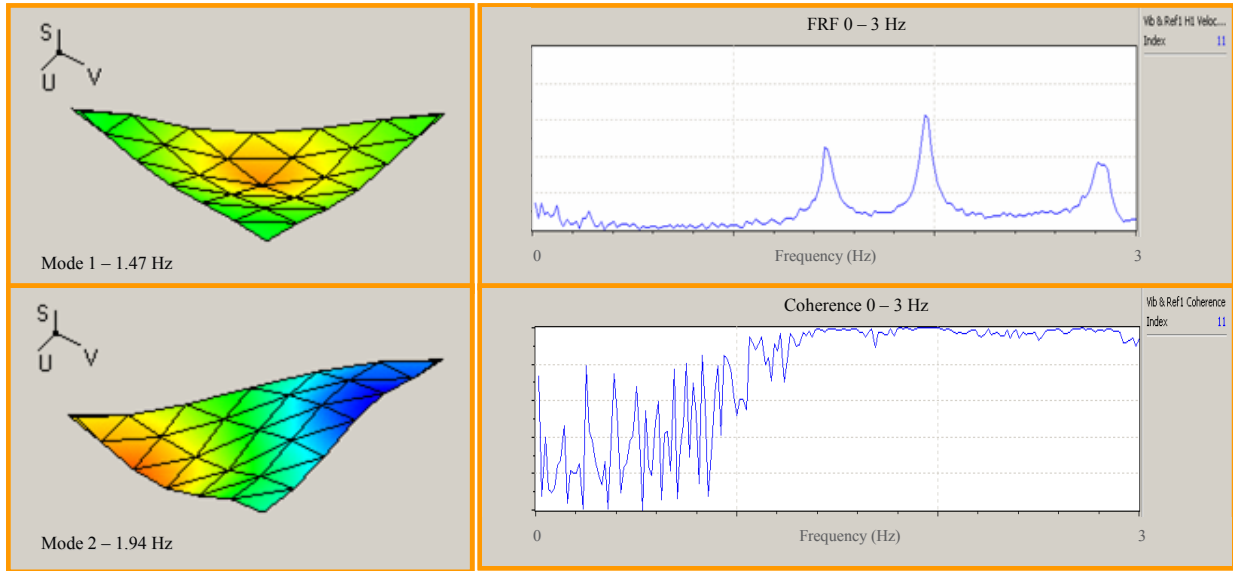 S
U
V
Mode 1 – 1.47 Hz
FRF 0 – 3 Hz
Vib & Ref1 H1 Veloc...
Index 11
0
Frequency (Hz)
3
S
U
V
Mode 2 – 1.94 Hz
Coherence 0 – 3 Hz
Vib & Ref1 Coherence
Index 11
0
Frequency (Hz)
3